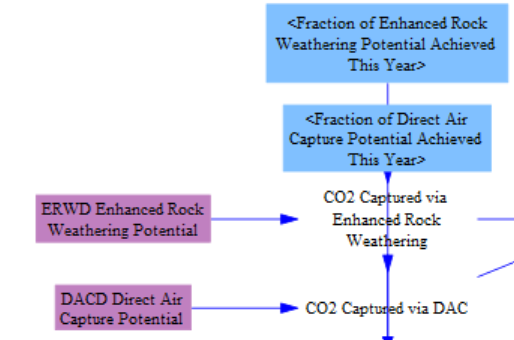 <Fraction of Enhanced Rock
Weathering Potential Achieved
This Year>
<Fraction of Direct Air
Capture Potential Achieved
This Year>
ERWD Enhanced Rock
Weathering Potential
CO2 Captured via
Enhanced Rock
Weathering
DACD Direct Air
Capture Potential
CO2 Captured via DAC